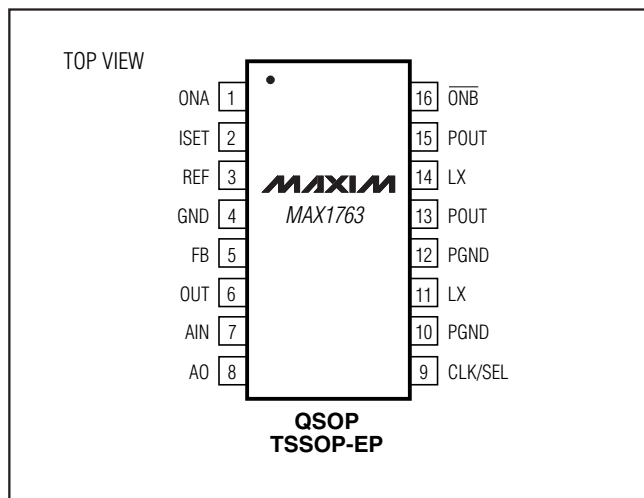 TOP VIEW
ONA 1
ISET 2
REF 3
GND 4
FB 5
OUT 6
AIN 7
AO 8
MAXIM
MAX1763
16 ONB
15 POUT
14 LX
13 POUT
12 PGND
11 LX
10 PGND
9 CLK/SEL
QSOP
TSSOP-EP